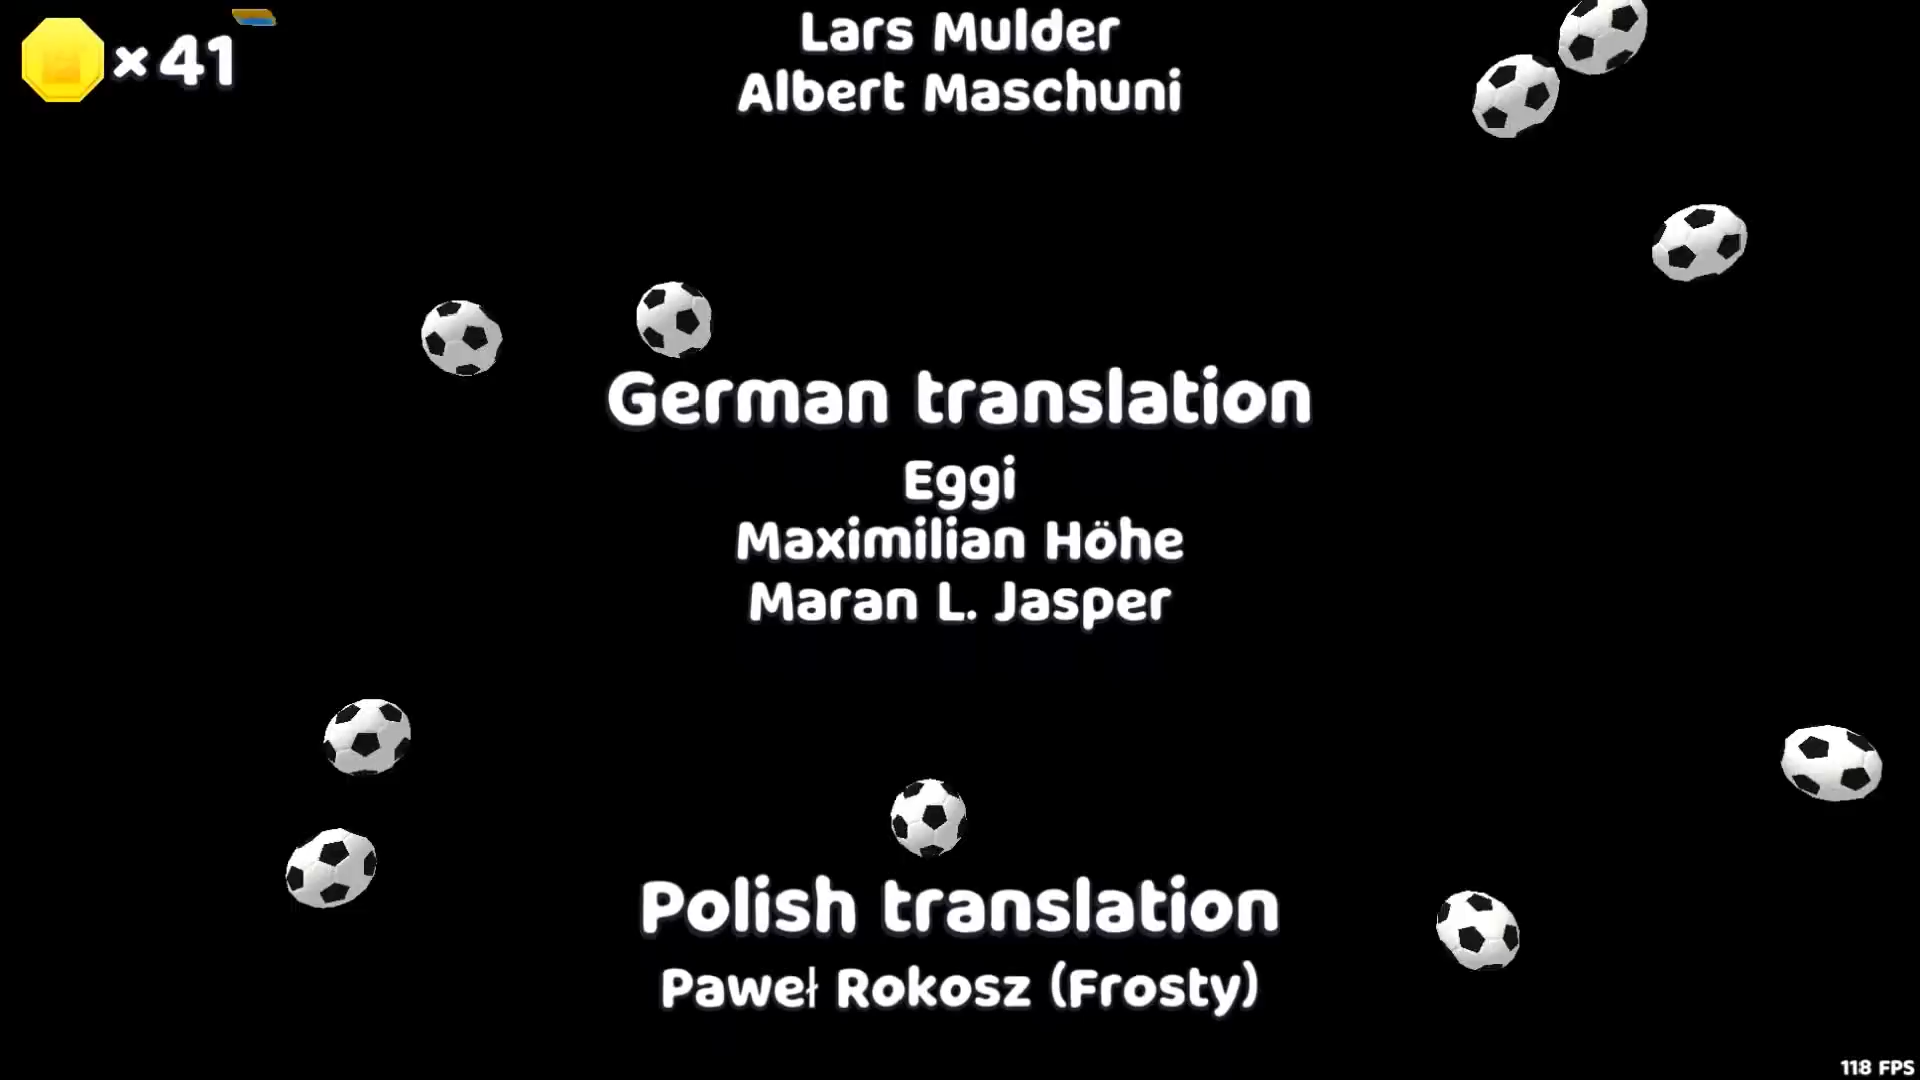 ×41
Lars Mulder
Albert Maschuni
German translation
Eggi
Maximilian Höhe
Maran L. Jasper
Polish translation
Paweł Rokosz (Frosty)
118 FPS